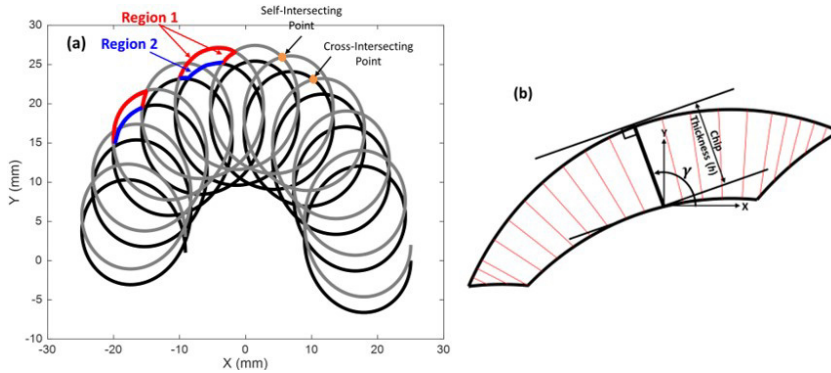 Self-Intersecting
Point
Region 1
(a)
Region 2
Cross-Intersecting
Point
Y (mm)
30
25
20
15
10
5
0
-5
-10
-30
-20
-10
0
10
20
30
X (mm)
(b)
Chip
Thickness (h)
Y
γ
X